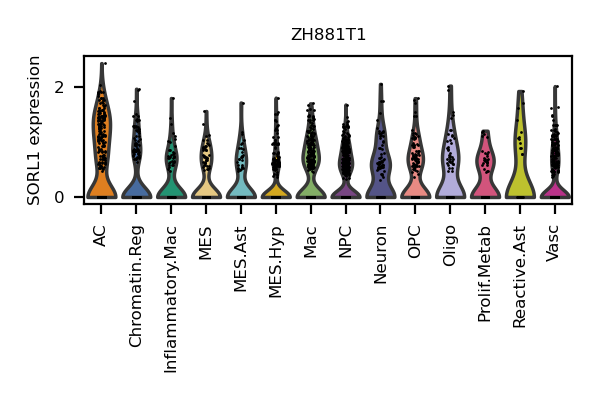 ZH881T1
SORL1 expression
2
0
AC
Chromatin.Reg
Inflammatory.Mac
MES
MES.Ast
MES.Hyp
Mac
NPC
Neuron
OPC
Oligo
Prolif.Metab
Reactive.Ast
Vasc